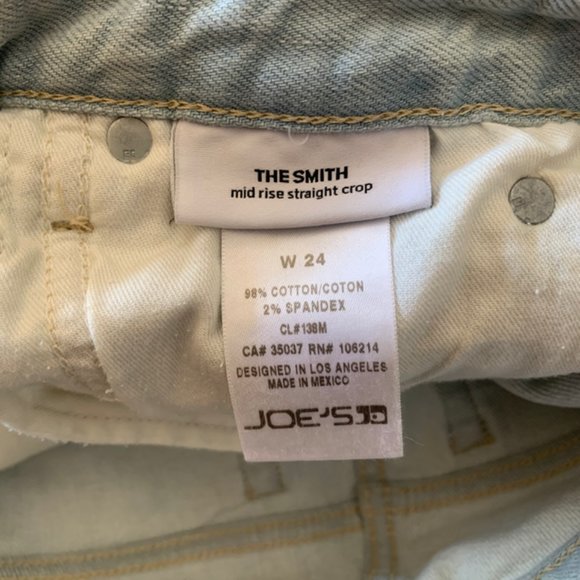 THE SMITH
mid rise straight crop
W 24
98% COTTON/COTON
2% SPANDEX
CL#138M
CA# 35037 RN# 106214
DESIGNED IN LOS ANGELES
MADE IN MEXICO
JOE'S